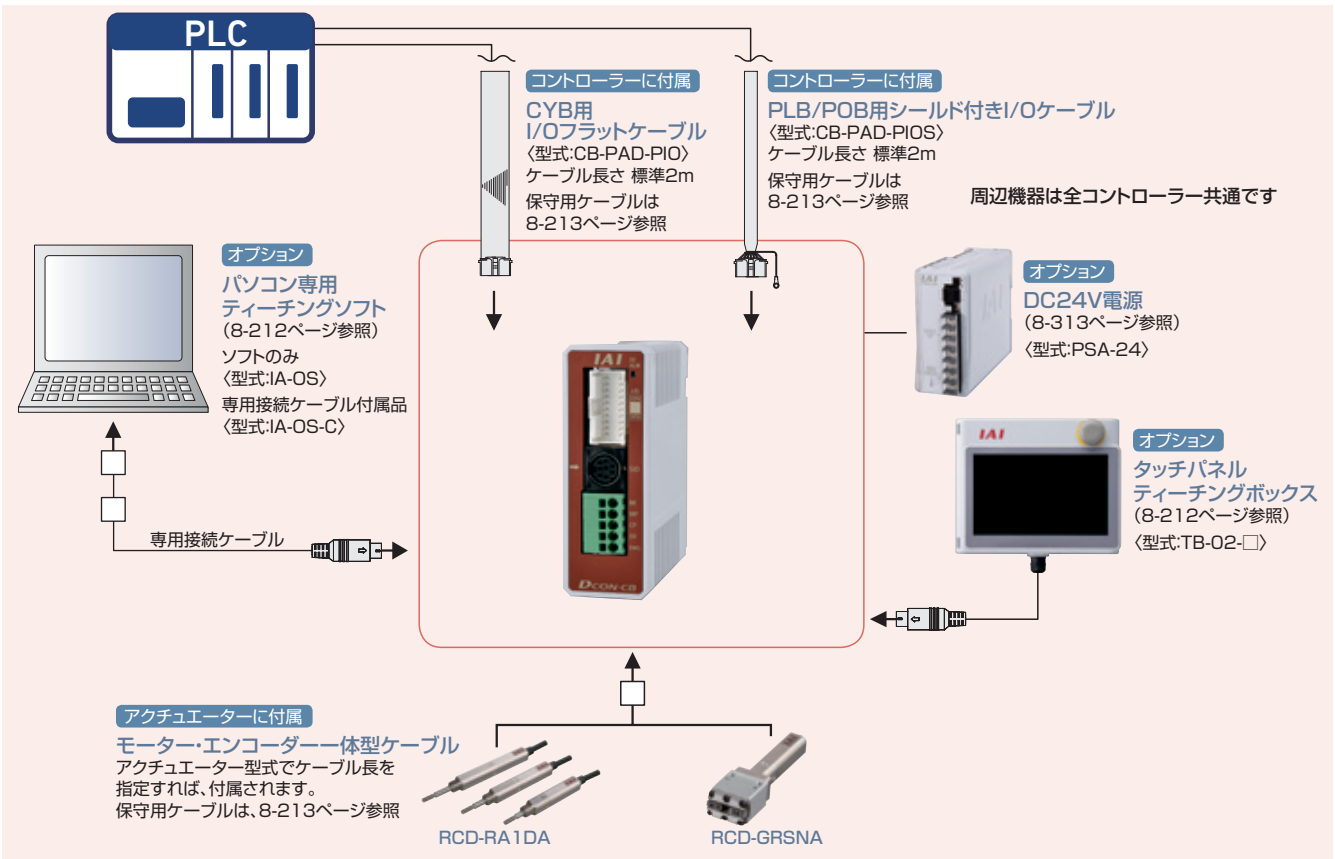 PLC
コントローラーに付属
CYB用
I/Oフラットケーブル
〈型式:CB-PAD-PIO〉
ケーブル長さ 標準2m
保守用ケーブルは
8-213ページ参照
コントローラーに付属
PLB/POB用シールド付きI/Oケーブル
〈型式:CB-PAD-PIOS〉
ケーブル長さ 標準2m
保守用ケーブルは
8-213ページ参照
周辺機器は全コントローラー共通です
オプション
パソコン専用
ティーチングソフト
（8-212ページ参照）
ソフトのみ
〈型式:IA-OS〉
専用接続ケーブル付属品
〈型式:IA-OS-C〉
専用接続ケーブル
IAI
SIO
DCON-CB
IAI
オプション
DC24V電源
（8-313ページ参照）
〈型式:PSA-24〉
IAI
オプション
タッチパネル
ティーチングボックス
（8-212ページ参照）
〈型式:TB-02-□〉
アクチュエーターに付属
モーター・エンコーダー一体型ケーブル
アクチュエーター型式でケーブル長を
指定すれば、付属されます。
保守用ケーブルは、8-213ページ参照
RCD-RA1DA
RCD-GRSNA